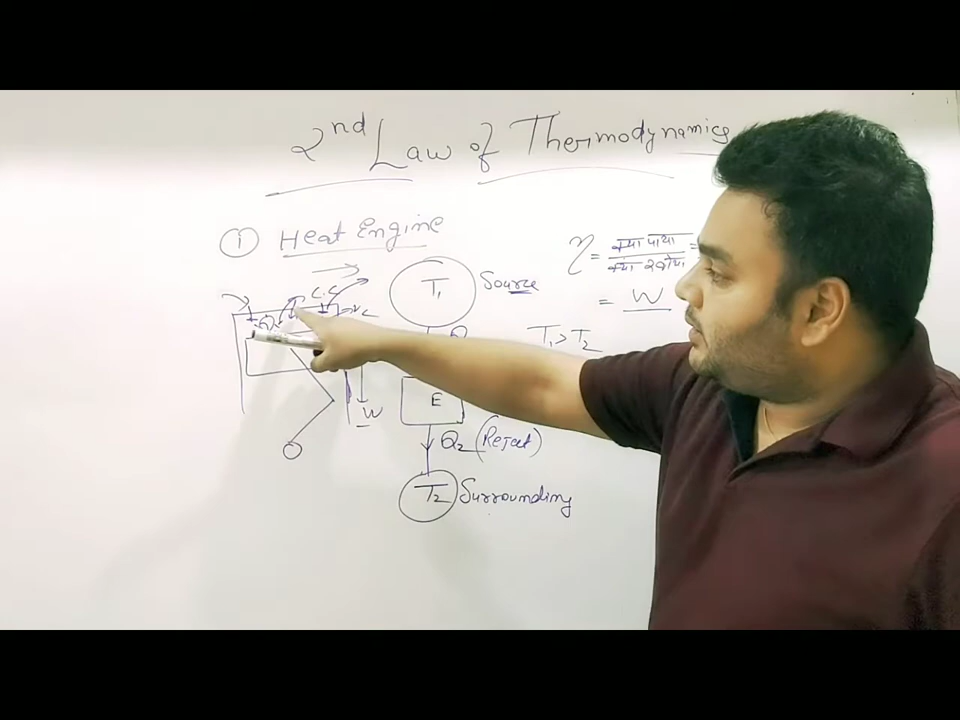 2nd Law of Thermodynamics
① Heat Engine
C.C
T₁ Source
η = क्या पाया =
क्या खोया
= W
T₁ > T₂
W
E
Q₂ (Reject)
T₂ Surrounding